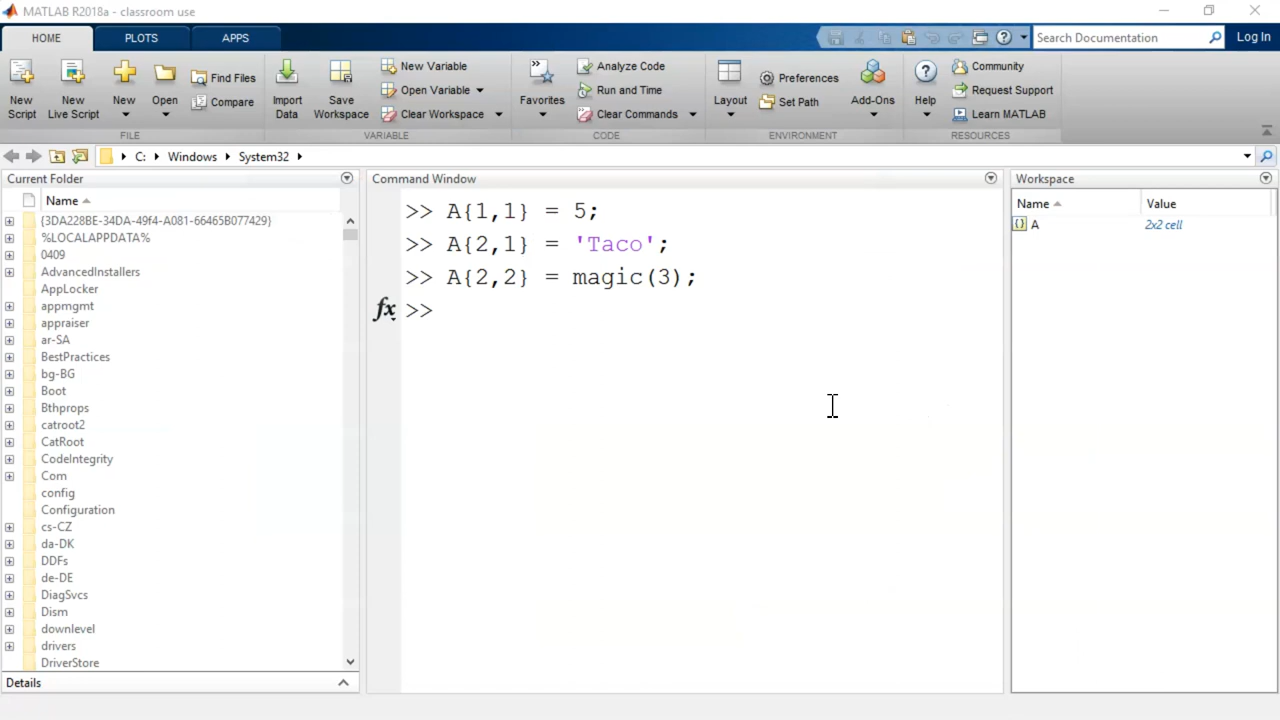 MATLAB R2018a - classroom use
HOME PLOTS APPS
Search Documentation
Log In
New Script
New Live Script
New
Open
Find Files
Compare
FILE
Import Data
Save Workspace
New Variable
Open Variable
Clear Workspace
VARIABLE
Favorites
Analyze Code
Run and Time
Clear Commands
CODE
Layout
Preferences
Set Path
Add-Ons
ENVIRONMENT
Help
Community
Request Support
Learn MATLAB
RESOURCES
C: Windows System32
Current Folder
Name
{3DA228BE-34DA-49f4-A081-66465B077429}
%LOCALAPPDATA%
0409
AdvancedInstallers
AppLocker
appmgmt
appraiser
ar-SA
BestPractices
bg-BG
Boot
Bthprops
catroot2
CatRoot
CodeIntegrity
Com
config
Configuration
cs-CZ
da-DK
DDFs
de-DE
DiagSvcs
Dism
downlevel
drivers
DriverStore
Details
Command Window
>> A{1,1} = 5;
>> A{2,1} = 'Taco';
>> A{2,2} = magic(3);
fx >>
Workspace
Name Value
A 2x2 cell